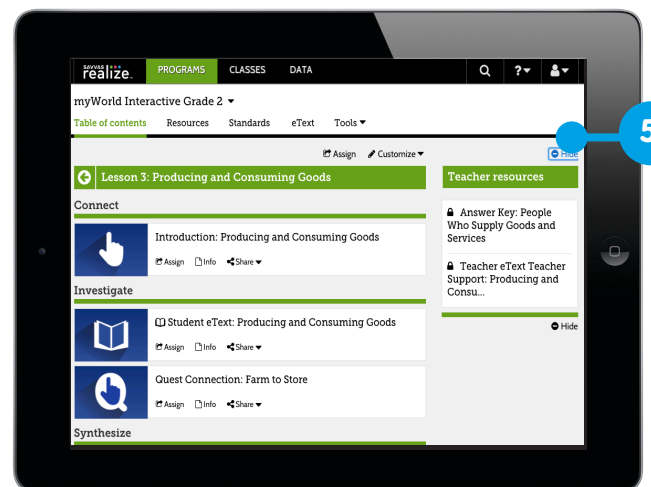 SAVVAS
realize.
PROGRAMS
CLASSES
DATA
?
myWorld Interactive Grade 2
Table of contents
Resources
Standards
eText
Tools
Assign
Customize
Hide
5
Lesson 3: Producing and Consuming Goods
Teacher resources
Connect
Introduction: Producing and Consuming Goods
Assign Info Share
Answer Key: People
Who Supply Goods and
Services
Teacher eText Teacher
Support: Producing and
Consu...
Hide
Investigate
Student eText: Producing and Consuming Goods
Assign Info Share
Quest Connection: Farm to Store
Assign Info Share
Synthesize